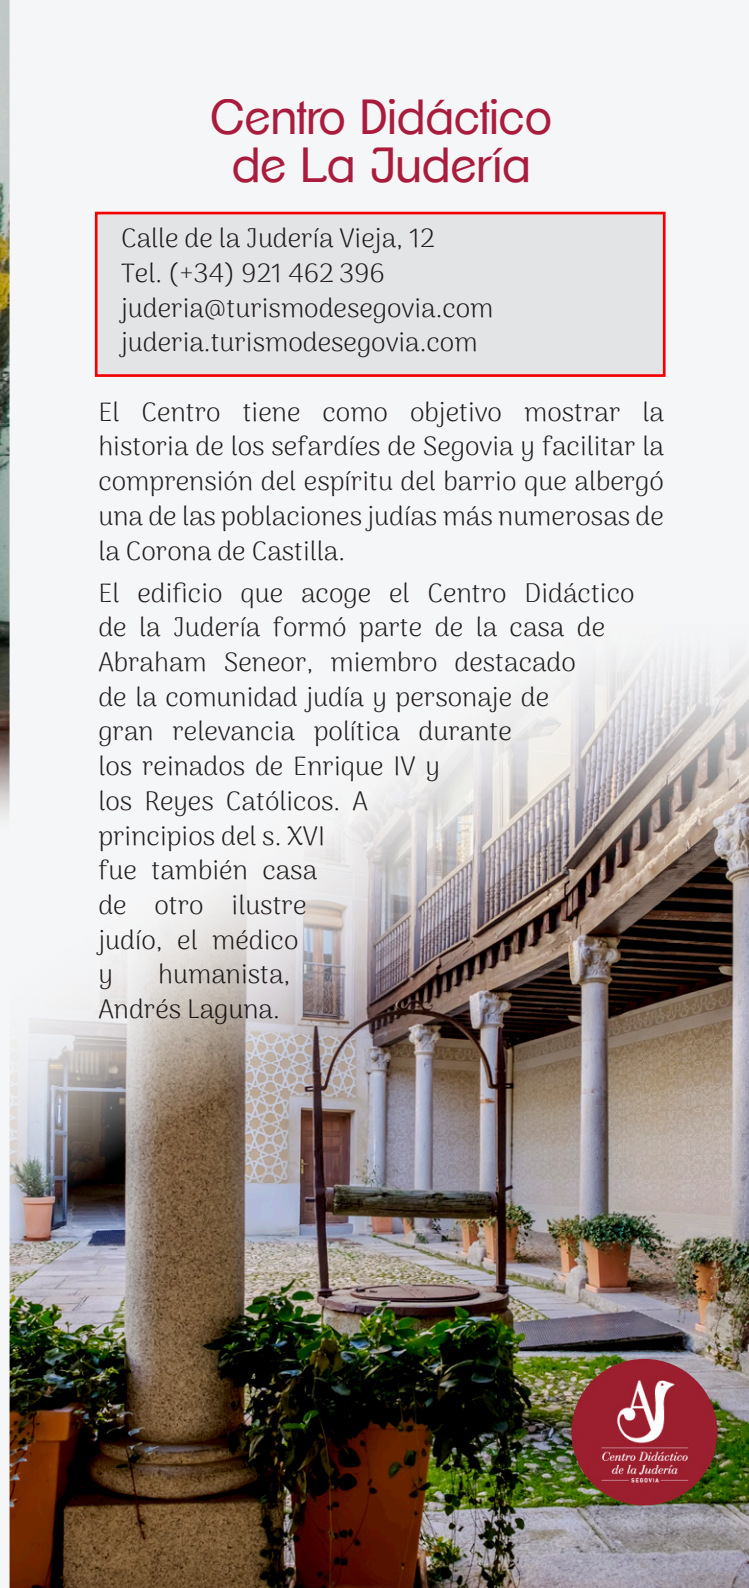 Centro Didáctico
de La Judería
Calle de la Judería Vieja, 12
Tel. (+34) 921 462 396
juderia@turismodesegovia.com
juderia.turismodesegovia.com
El Centro tiene como objetivo mostrar la
historia de los sefardíes de Segovia y facilitar la
comprensión del espíritu del barrio que albergó
una de las poblaciones judías más numerosas de
la Corona de Castilla.
El edificio que acoge el Centro Didáctico
de la Judería formó parte de la casa de
Abraham Seneor, miembro destacado
de la comunidad judía y personaje de
gran relevancia política durante
los reinados de Enrique IV y
los Reyes Católicos. A
principios del s. XVI
fue también casa
de otro ilustre
judío, el médico
y humanista,
Andrés Laguna.
Centro Didáctico
de la Judería
SEGOVIA